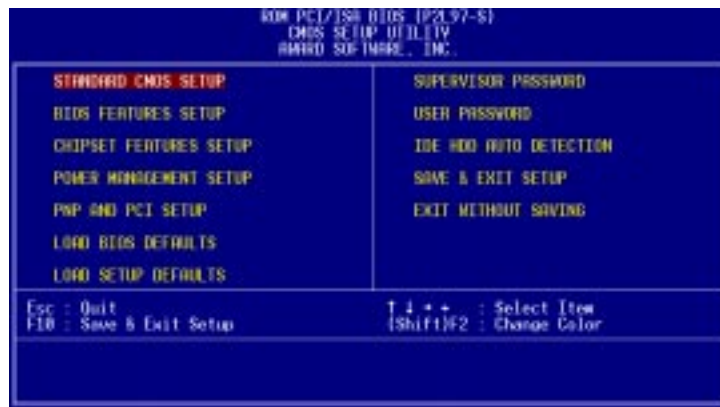 ROM PCI/ISA BIOS (P2L97-S)
CMOS SETUP UTILITY
AWARD SOFTWARE, INC.
STANDARD CMOS SETUP
BIOS FEATURES SETUP
CHIPSET FEATURES SETUP
POWER MANAGEMENT SETUP
PNP AND PCI SETUP
LOAD BIOS DEFAULTS
LOAD SETUP DEFAULTS
SUPERVISOR PASSWORD
USER PASSWORD
IDE HDD AUTO DETECTION
SAVE & EXIT SETUP
EXIT WITHOUT SAVING
Esc : Quit
F10 : Save & Exit Setup
↑ ↓ → ← : Select Item
(Shift)F2 : Change Color